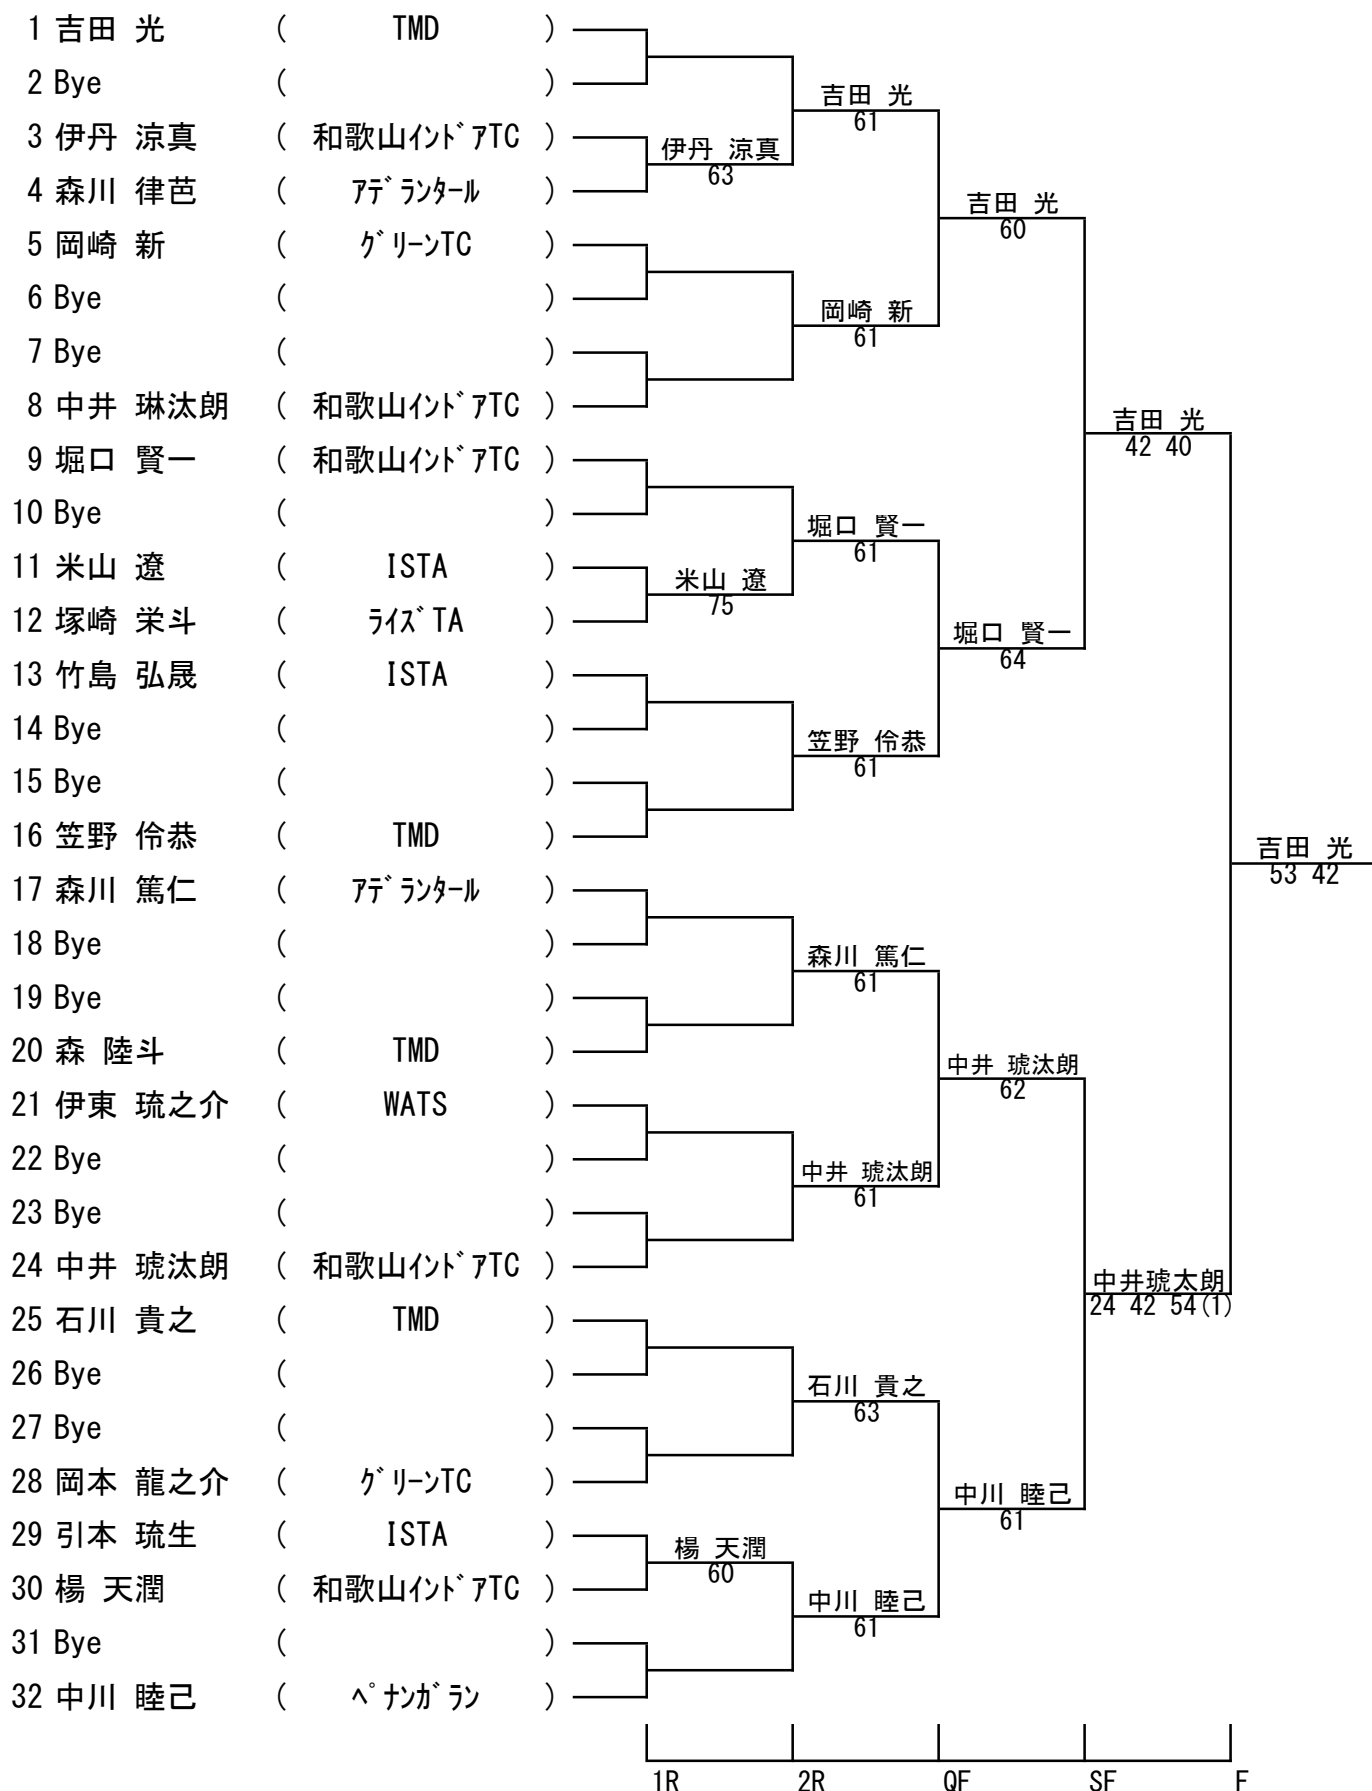 1 吉田 光 ( TMD )
2 Bye ( )
吉田 光
61
3 伊丹 涼真 ( 和歌山インドアTC )
伊丹 涼真
63
4 森川 律芭 ( アデランタール )
吉田 光
60
5 岡崎 新 ( グリーンTC )
6 Bye ( )
岡崎 新
61
7 Bye ( )
8 中井 琳汰朗 ( 和歌山インドアTC )
吉田 光
42 40
9 堀口 賢一 ( 和歌山インドアTC )
10 Bye ( )
堀口 賢一
61
11 米山 遼 ( ISTA )
米山 遼
75
12 塚崎 栄斗 ( ライズTA )
堀口 賢一
64
13 竹島 弘晟 ( ISTA )
14 Bye ( )
笠野 伶恭
61
15 Bye ( )
16 笠野 伶恭 ( TMD )
吉田 光
53 42
17 森川 篤仁 ( アデランタール )
18 Bye ( )
森川 篤仁
61
19 Bye ( )
20 森 陸斗 ( TMD )
中井 琥汰朗
62
21 伊東 琉之介 ( WATS )
22 Bye ( )
中井 琥汰朗
61
23 Bye ( )
24 中井 琥汰朗 ( 和歌山インドアTC )
中井琥太朗
24 42 54(1)
25 石川 貴之 ( TMD )
26 Bye ( )
石川 貴之
63
27 Bye ( )
28 岡本 龍之介 ( グリーンTC )
中川 睦己
61
29 引本 琉生 ( ISTA )
楊 天潤
60
30 楊 天潤 ( 和歌山インドアTC )
中川 睦己
61
31 Bye ( )
32 中川 睦己 ( ペナンガラン )
1R 2R QF SF F